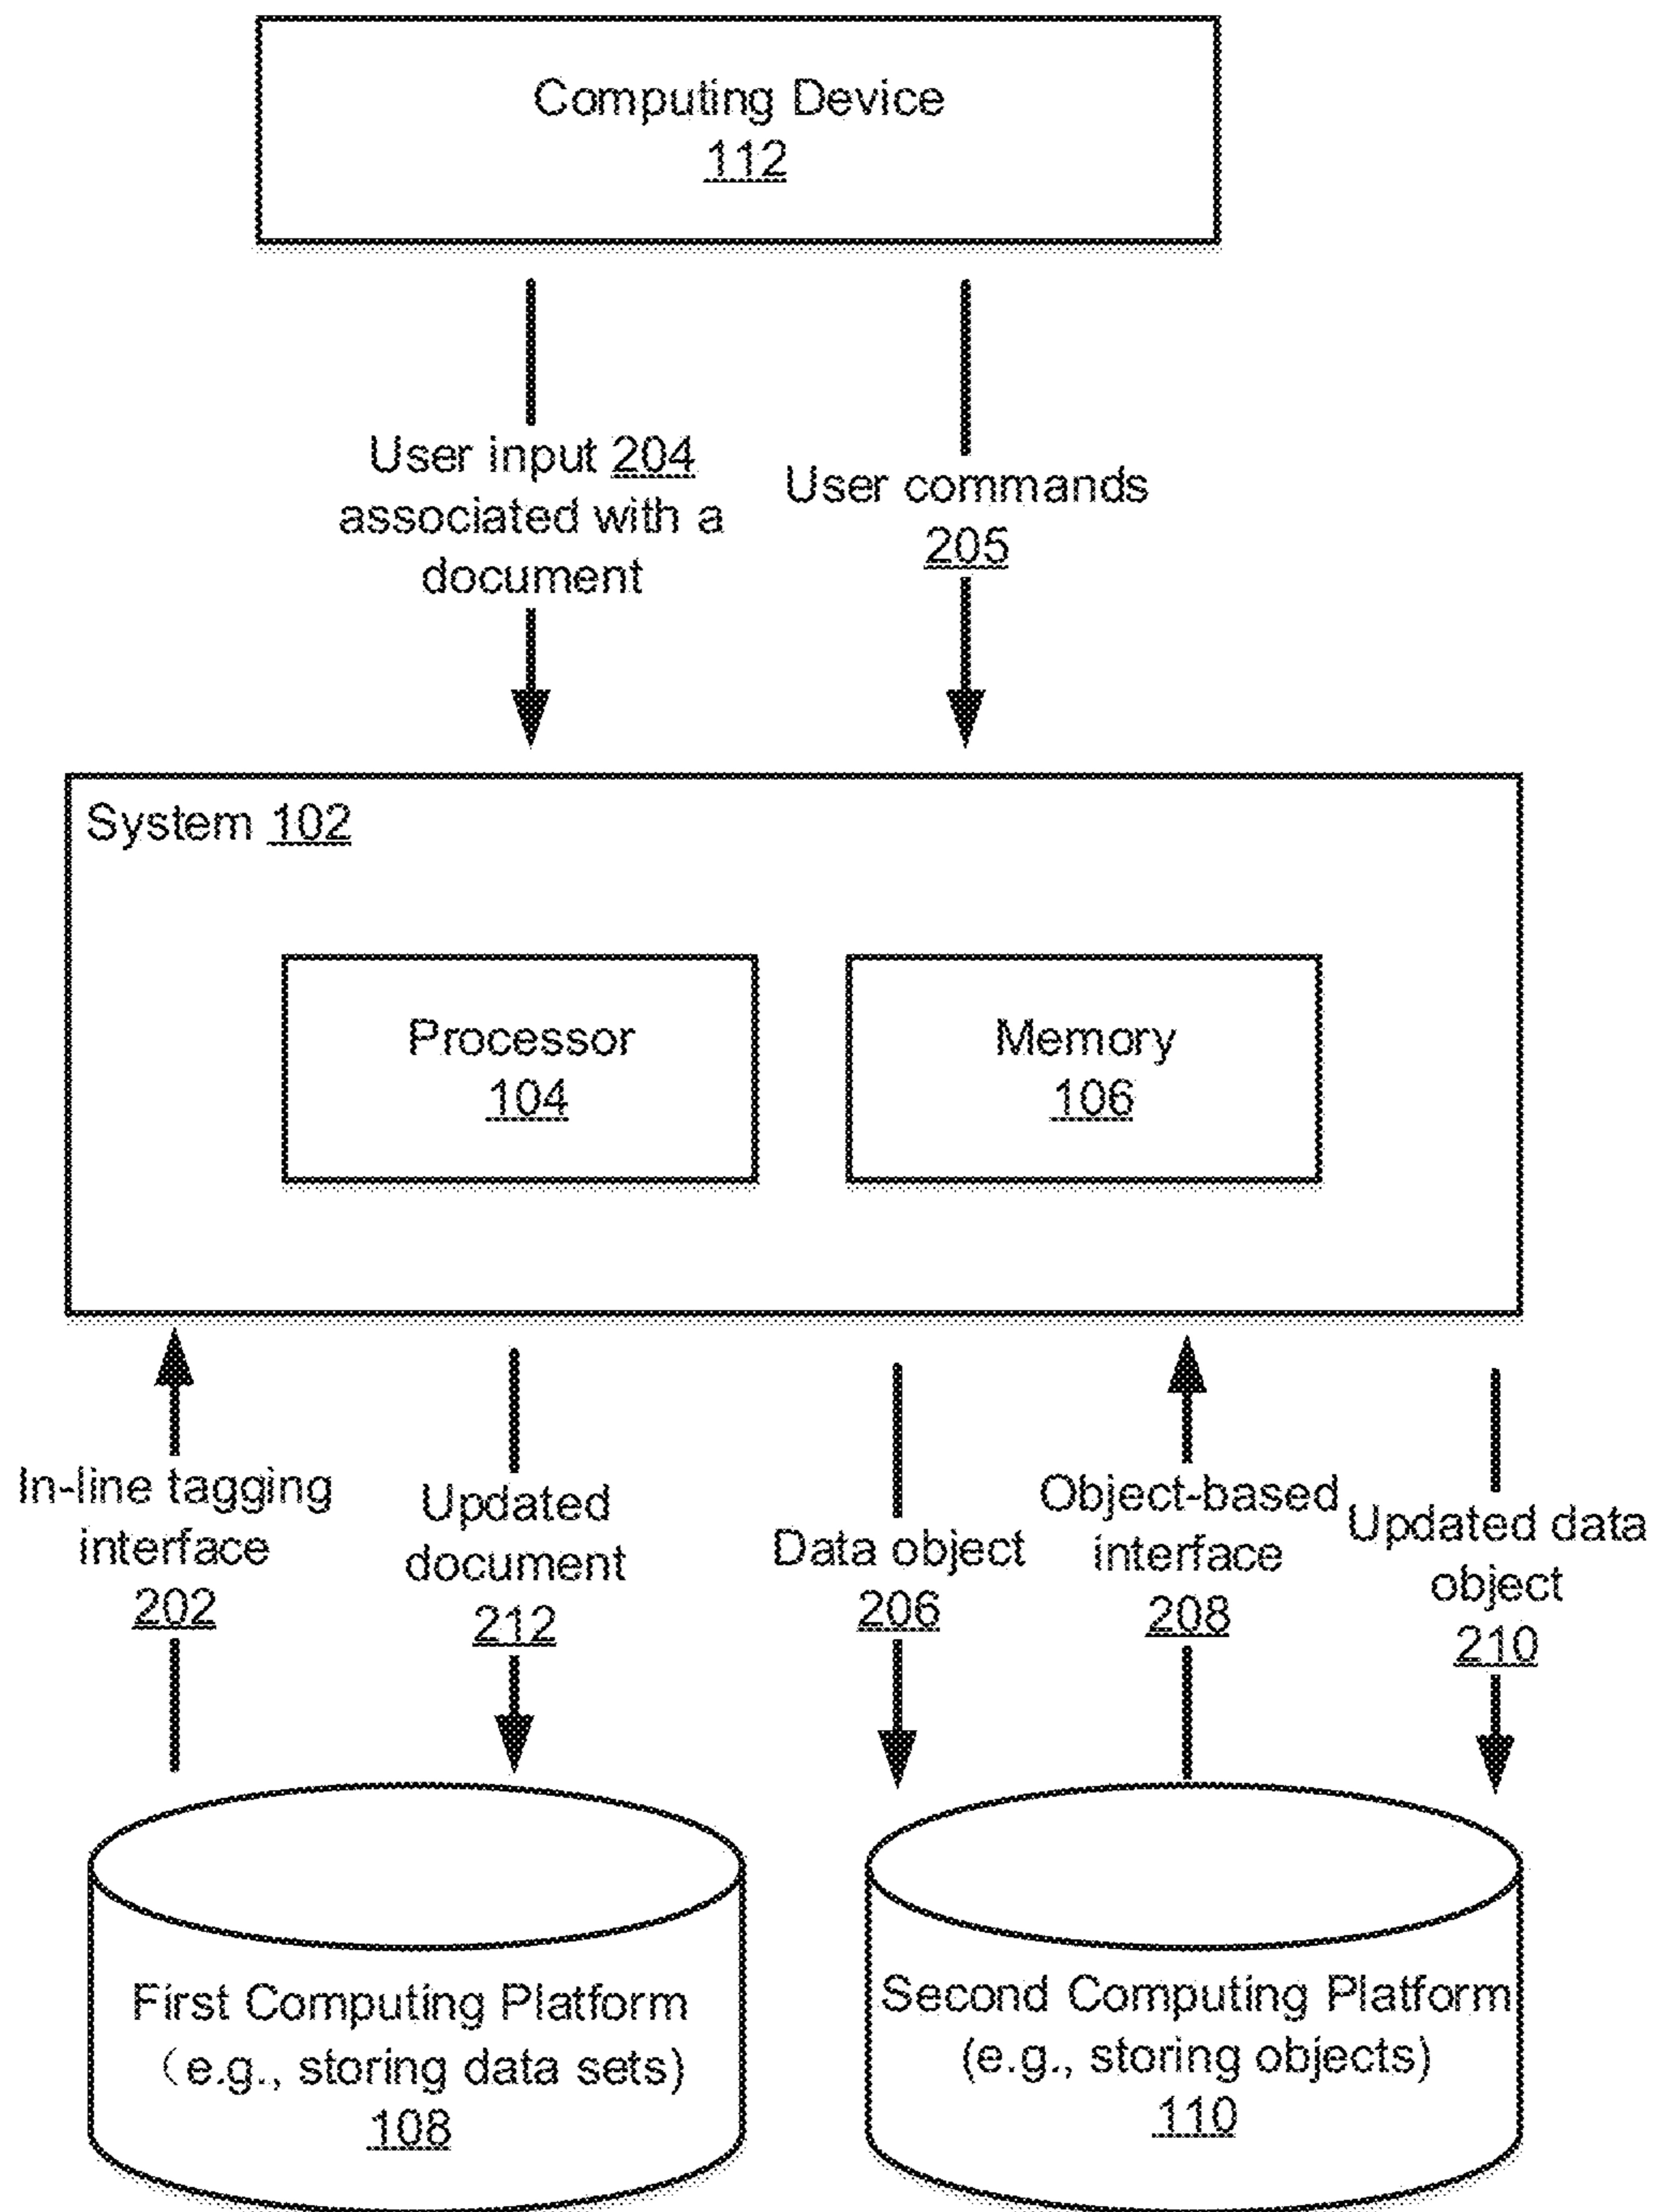 Computing Device
112
User input 204
associated with a
document
User commands
205
System 102
Processor
104
Memory
106
In-line tagging
interface
202
Updated
document
212
Data object
206
Object-based
interface
208
Updated data
object
210
First Computing Platform
(e.g., storing data sets)
108
Second Computing Platform
(e.g., storing objects)
110